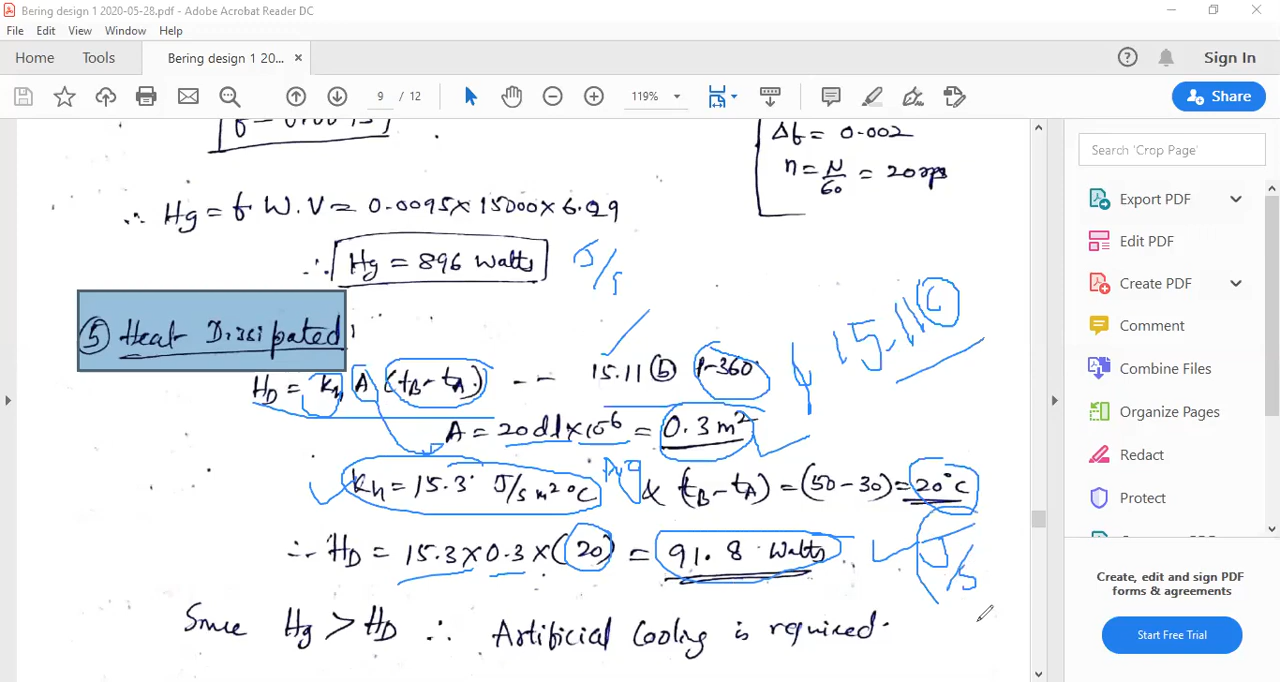 Bering design 1 2020-05-28.pdf - Adobe Acrobat Reader DC
File Edit View Window Help
Home Tools Bering design 1 20... ×
Sign In
9 / 12
119%
Share
Δf = 0.002
n = N/60 = 20 rps
∴ Hg = f W. V = 0.0095 × 15000 × 6.29
∴ Hg = 896 Watts J/s
⑤ Heat Dissipated:
15.11 C
HD = Kh A (tB - tA) -- 15.11 (b) P-360
A = 20dl × 10^-6 = 0.3 m²
Kh = 15.3 J/s m² °C Avg & (tB - tA) = (50 - 30) = 20°C
∴ HD = 15.3 × 0.3 × (20) = 91.8 Watts J/s
Since Hg > HD ∴ Artificial Cooling is required.
Search 'Crop Page'
Export PDF
Edit PDF
Create PDF
Comment
Combine Files
Organize Pages
Redact
Protect
Convert, edit and sign PDF
forms & agreements
Start Free Trial